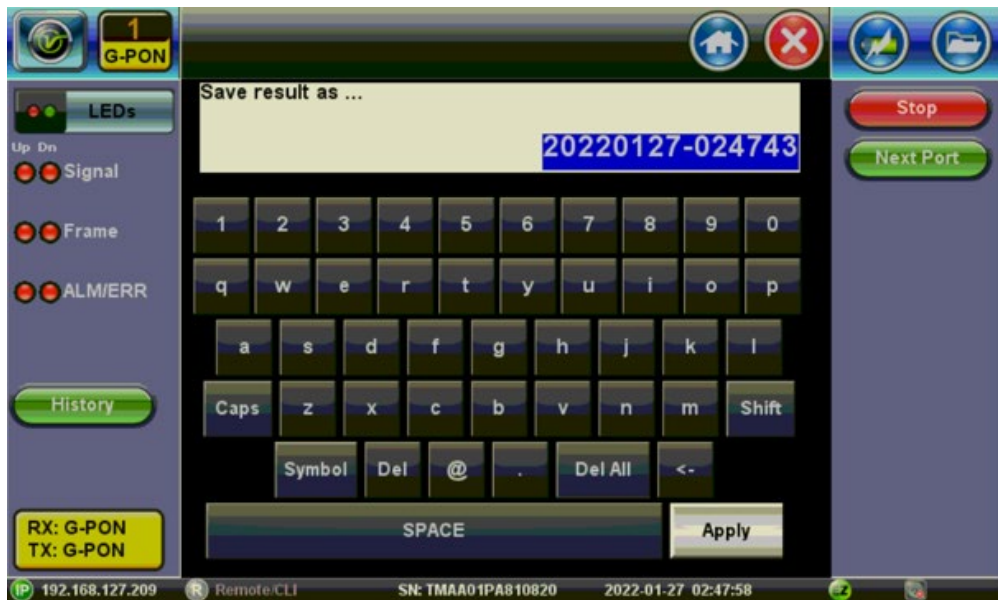 1
G-PON
LEDs
Up Dn
Signal
Frame
ALM/ERR
History
RX: G-PON
TX: G-PON
Save result as ...
20220127-024743
1 2 3 4 5 6 7 8 9 0
q w e r t y u i o p
a s d f g h j k l
Caps z x c b v n m Shift
Symbol Del @ . Del All <-
SPACE Apply
Stop
Next Port
IP 192.168.127.209 R Remote/CLI SN: TMAA01PA810820 2022-01-27 02:47:58 EZ